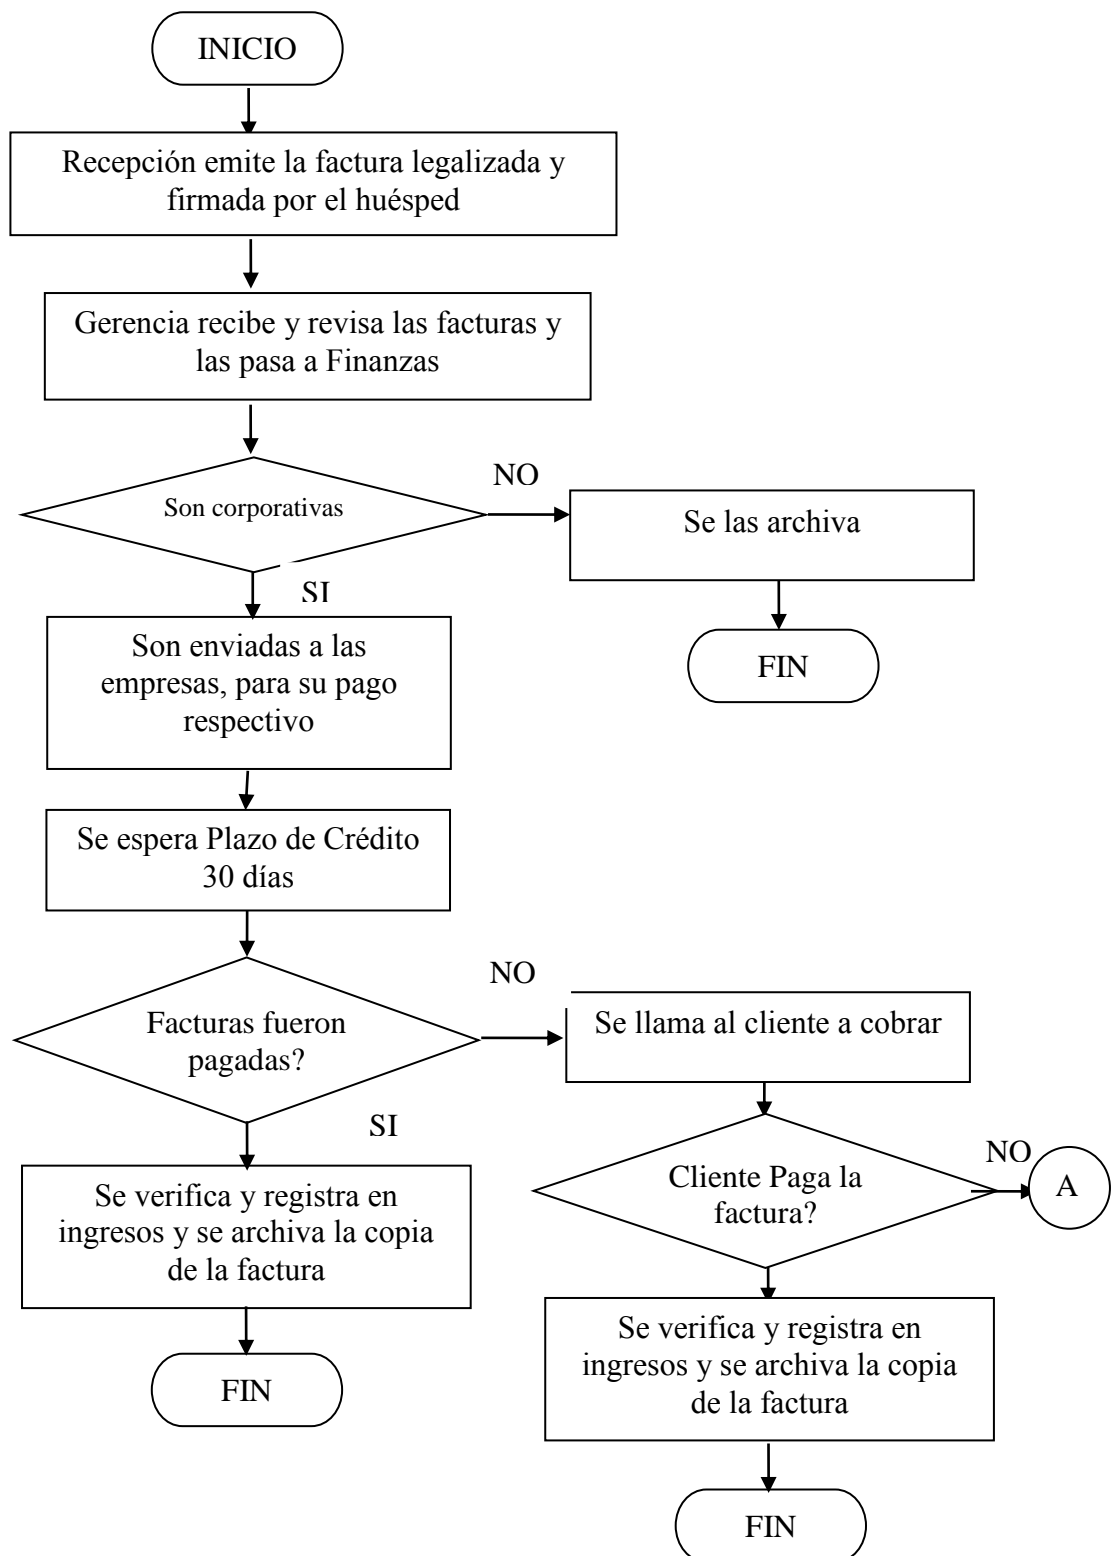 INICIO
Recepción emite la factura legalizada y
firmada por el huésped
Gerencia recibe y revisa las facturas y
las pasa a Finanzas
Son corporativas
NO
Se las archiva
FIN
SI
Son enviadas a las
empresas, para su pago
respectivo
Se espera Plazo de Crédito
30 días
Facturas fueron
pagadas?
NO
Se llama al cliente a cobrar
SI
Se verifica y registra en
ingresos y se archiva la copia
de la factura
FIN
Cliente Paga la
factura?
NO
A
Se verifica y registra en
ingresos y se archiva la copia
de la factura
FIN